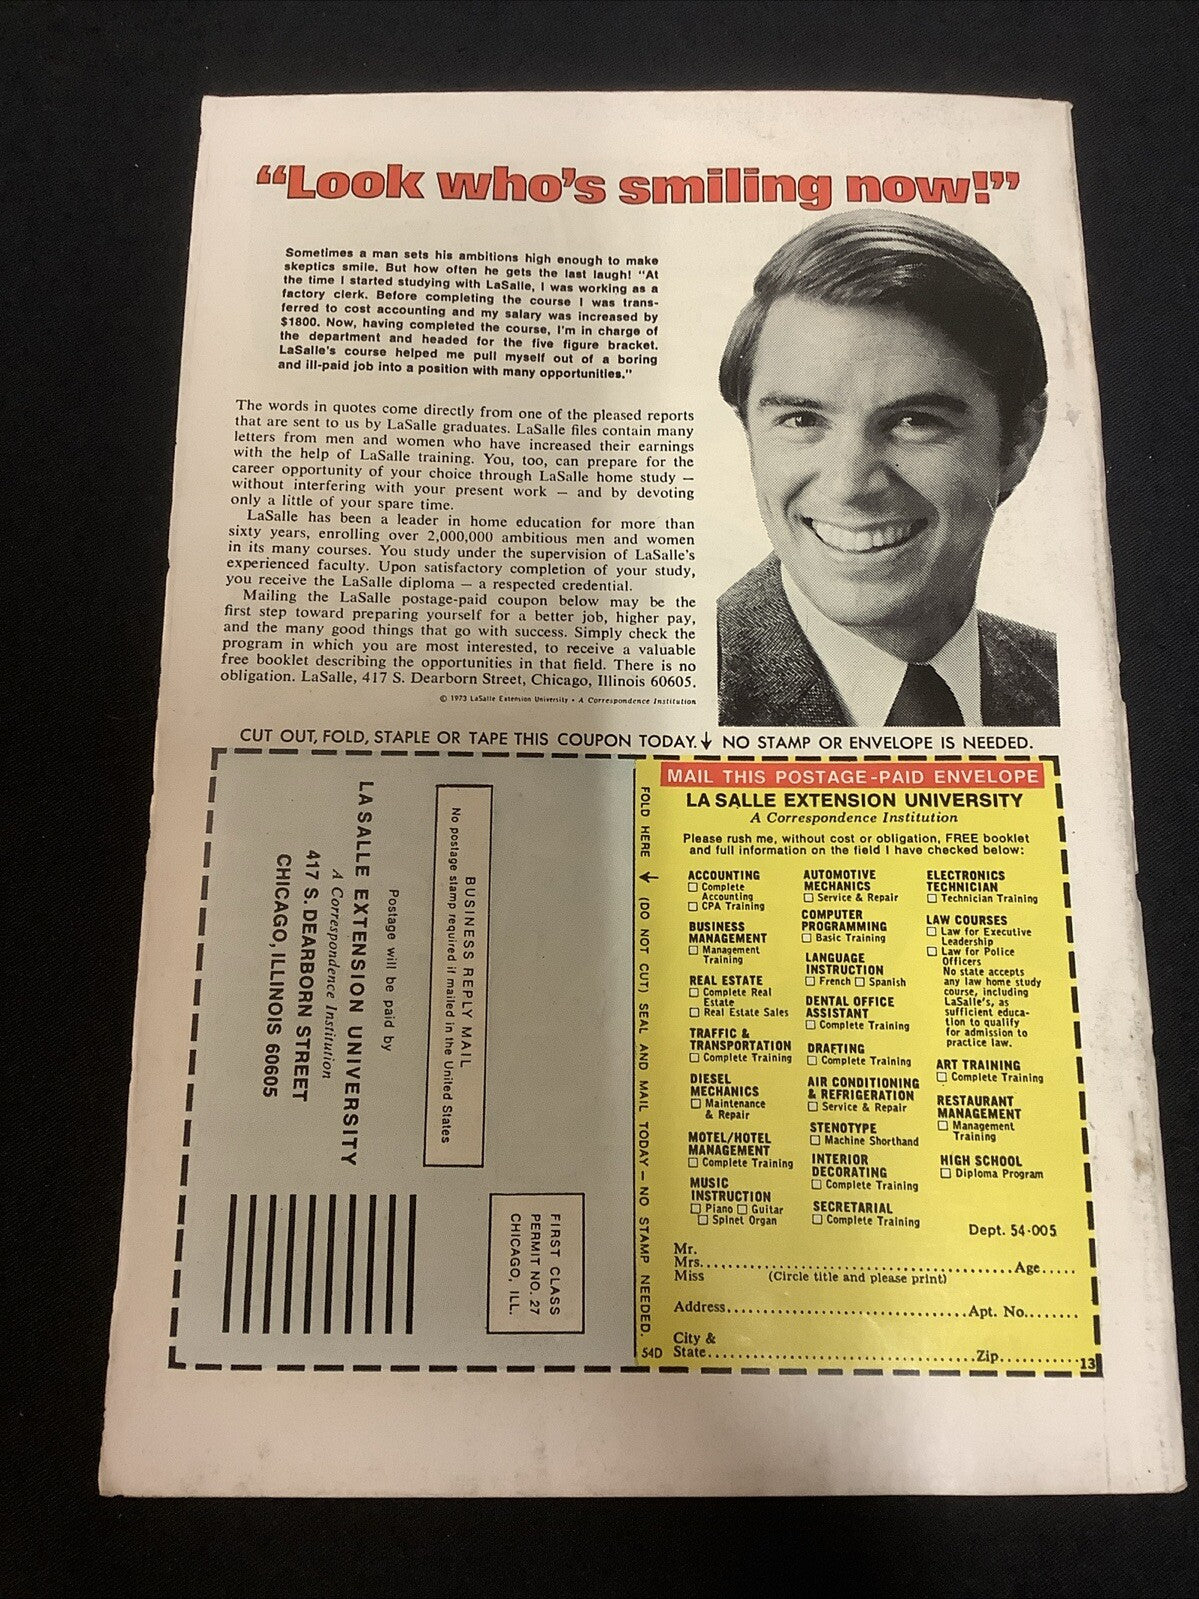 “Look who's smiling now!”
Sometimes a man sets his ambitions high enough to make
skeptics smile. But how often he gets the last laugh! "At
the time I started studying with LaSalle, I was working as a
factory clerk. Before completing the course I was trans-
ferred to cost accounting and my salary was increased by
$1800. Now, having completed the course, I'm in charge of
the department and headed for the five figure bracket.
LaSalle's course helped me pull myself out of a boring
and ill-paid job into a position with many opportunities."
The words in quotes come directly from one of the pleased reports
that are sent to us by LaSalle graduates. LaSalle files contain many
letters from men and women who have increased their earnings
with the help of LaSalle training. You, too, can prepare for the
career opportunity of your choice through LaSalle home study —
without interfering with your present work — and by devoting
only a little of your spare time.
LaSalle has been a leader in home education for more than
sixty years, enrolling over 2,000,000 ambitious men and women
in its many courses. You study under the supervision of LaSalle's
experienced faculty. Upon satisfactory completion of your study,
you receive the LaSalle diploma — a respected credential.
Mailing the LaSalle postage-paid coupon below may be the
first step toward preparing yourself for a better job, higher pay,
and the many good things that go with success. Simply check the
program in which you are most interested, to receive a valuable
free booklet describing the opportunities in that field. There is no
obligation. LaSalle, 417 S. Dearborn Street, Chicago, Illinois 60605.
© 1973 LaSalle Extension University • A Correspondence Institution
CUT OUT, FOLD, STAPLE OR TAPE THIS COUPON TODAY. ↓ NO STAMP OR ENVELOPE IS NEEDED.
BUSINESS REPLY MAIL
No postage stamp required if mailed in the United States
Postage will be paid by
LA SALLE EXTENSION UNIVERSITY
A Correspondence Institution
417 S. DEARBORN STREET
CHICAGO, ILLINOIS 60605
FIRST CLASS
PERMIT NO. 27
CHICAGO, ILL.
FOLD HERE ↓ (DO NOT CUT) SEAL AND MAIL TODAY — NO STAMP NEEDED.
54D
MAIL THIS POSTAGE-PAID ENVELOPE
LA SALLE EXTENSION UNIVERSITY
A Correspondence Institution
Please rush me, without cost or obligation, FREE booklet
and full information on the field I have checked below:
ACCOUNTING
☐ Complete
Accounting
☐ CPA Training
BUSINESS
MANAGEMENT
☐ Management
Training
REAL ESTATE
☐ Complete Real
Estate
☐ Real Estate Sales
TRAFFIC &
TRANSPORTATION
☐ Complete Training
DIESEL
MECHANICS
☐ Maintenance
& Repair
MOTEL/HOTEL
MANAGEMENT
☐ Complete Training
MUSIC
INSTRUCTION
☐ Piano ☐ Guitar
☐ Spinet Organ
AUTOMOTIVE
MECHANICS
☐ Service & Repair
COMPUTER
PROGRAMMING
☐ Basic Training
LANGUAGE
INSTRUCTION
☐ French ☐ Spanish
DENTAL OFFICE
ASSISTANT
☐ Complete Training
DRAFTING
☐ Complete Training
AIR CONDITIONING
& REFRIGERATION
☐ Service & Repair
STENOTYPE
☐ Machine Shorthand
INTERIOR
DECORATING
☐ Complete Training
SECRETARIAL
☐ Complete Training
ELECTRONICS
TECHNICIAN
☐ Technician Training
LAW COURSES
☐ Law for Executive
Leadership
☐ Law for Police
Officers
No state accepts
any law home study
course, including
LaSalle's, as
sufficient educa-
tion to qualify
for admission to
practice law.
ART TRAINING
☐ Complete Training
RESTAURANT
MANAGEMENT
☐ Management
Training
HIGH SCHOOL
☐ Diploma Program
Dept. 54-005
Mr.
Mrs. Age
Miss (Circle title and please print)
Address Apt. No.
City &
State Zip
13